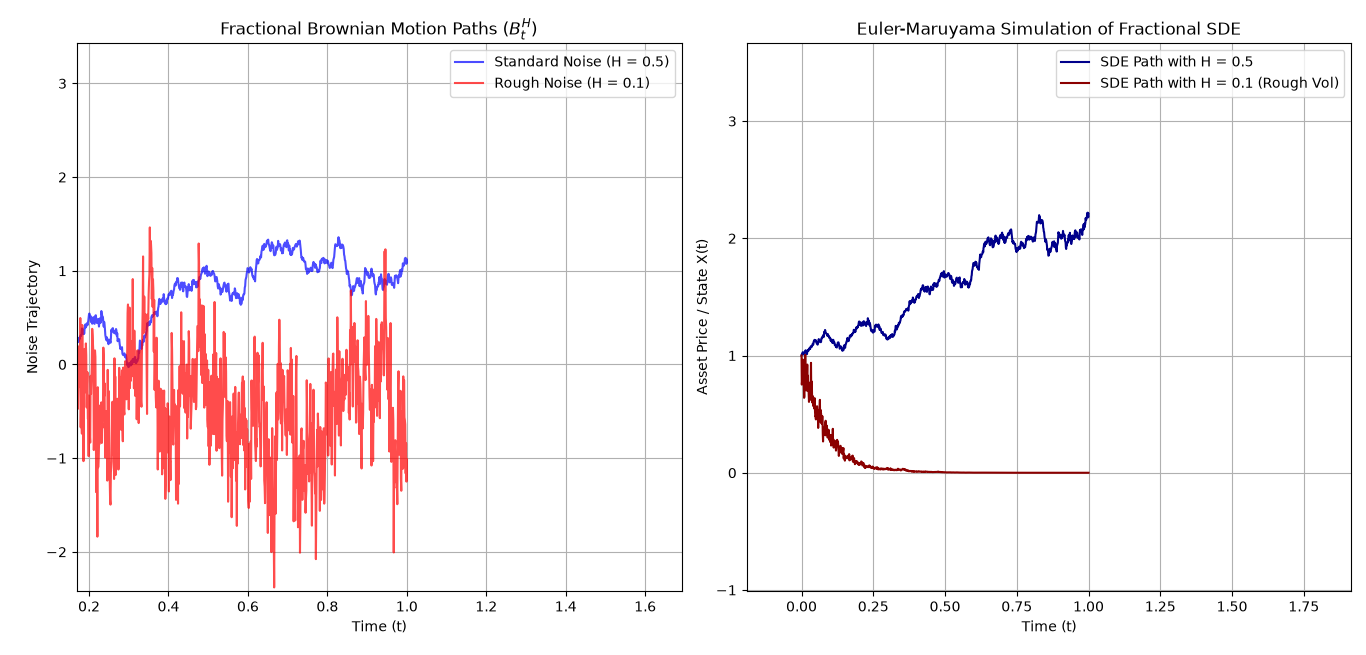 Fractional Brownian Motion Paths ($B_t^H$)
Standard Noise (H = 0.5)
Rough Noise (H = 0.1)
Noise Trajectory
3
2
1
0
−1
−2
0.2 0.4 0.6 0.8 1.0 1.2 1.4 1.6
Time (t)
Euler-Maruyama Simulation of Fractional SDE
SDE Path with H = 0.5
SDE Path with H = 0.1 (Rough Vol)
Asset Price / State X(t)
3
2
1
0
−1
0.00 0.25 0.50 0.75 1.00 1.25 1.50 1.75
Time (t)